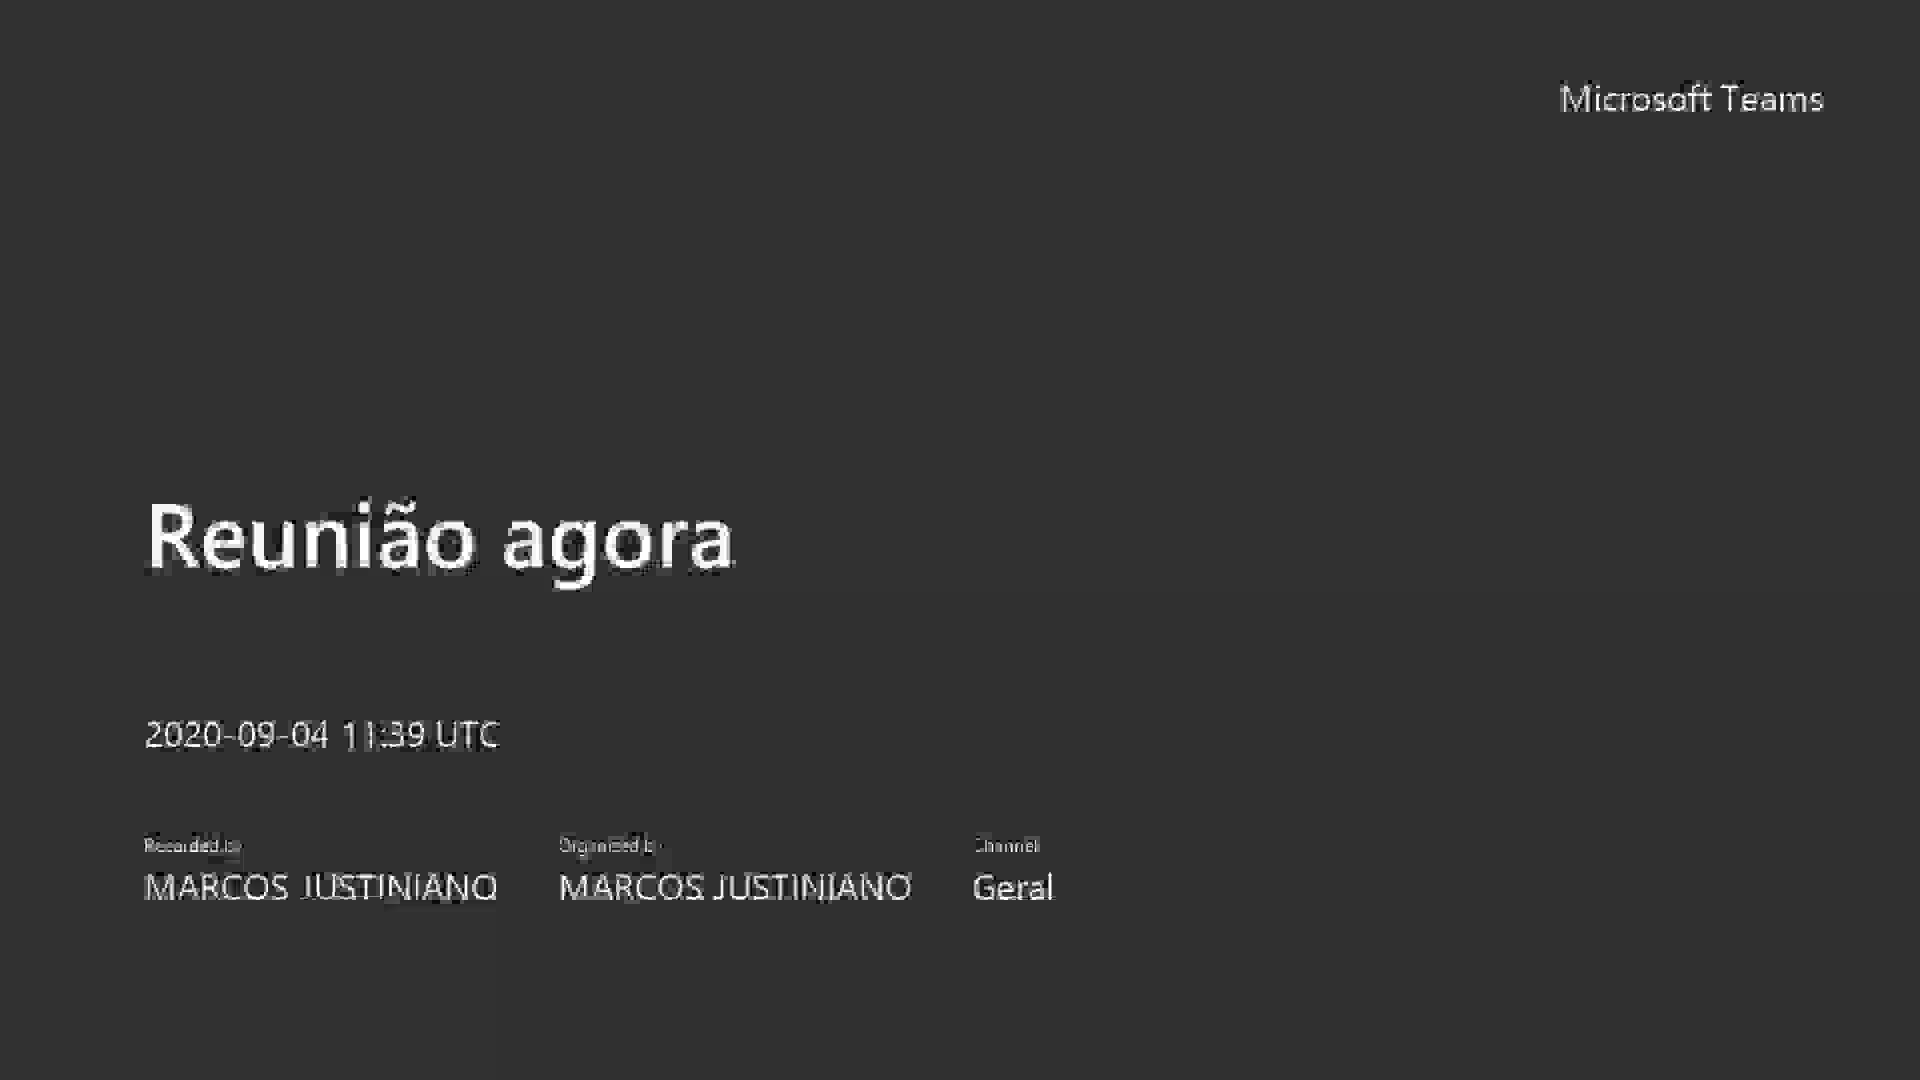 Microsoft Teams
Reunião agora
2020-09-04 11:39 UTC
Recorded by
MARCOS JUSTINIANO
Organized by
MARCOS JUSTINIANO
Channel
Geral